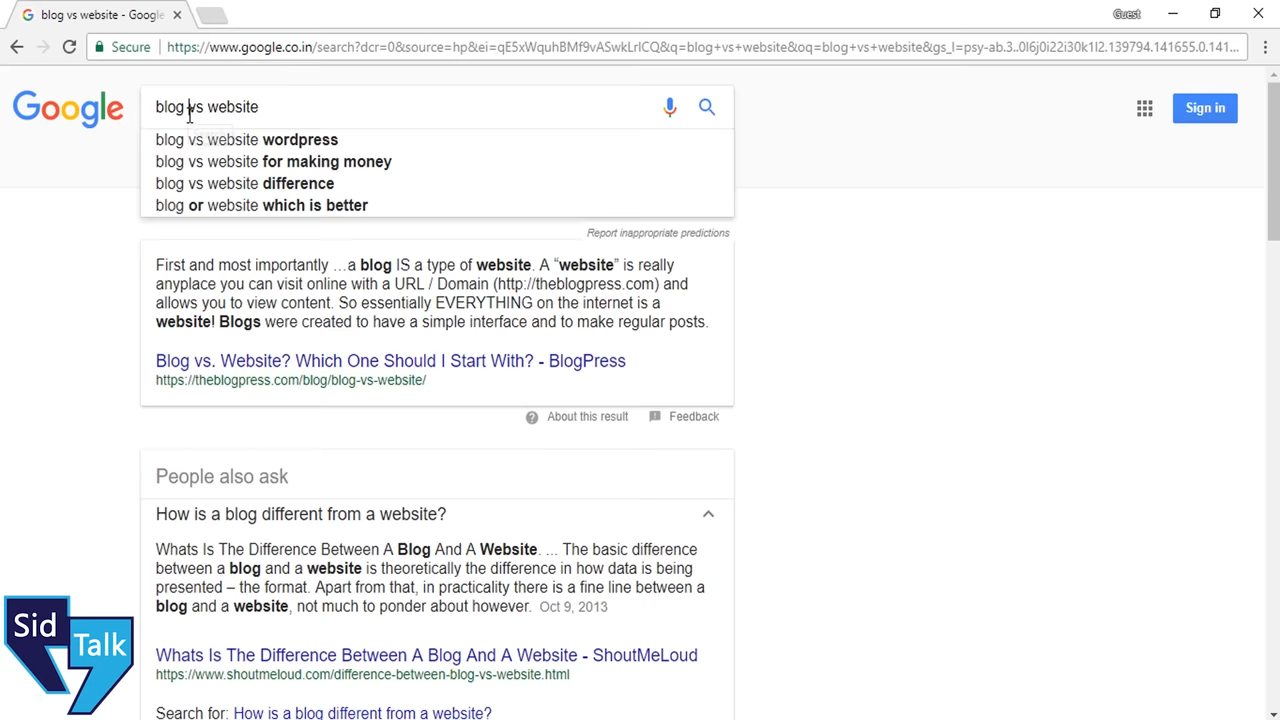 blog vs website - Google
Guest
Secure
https://www.google.co.in/search?dcr=0&source=hp&ei=qE5xWquhBMf9vASwkLrICQ&q=blog+vs+website&oq=blog+vs+website&gs_l=psy-ab.3..0l6j0i22i30k1l2.139794.141655.0.141...
Google
blog vs website
Sign in
blog vs website wordpress
blog vs website for making money
blog vs website difference
blog or website which is better
Report inappropriate predictions
First and most importantly …a blog IS a type of website. A “website” is really
anyplace you can visit online with a URL / Domain (http://theblogpress.com) and
allows you to view content. So essentially EVERYTHING on the internet is a
website! Blogs were created to have a simple interface and to make regular posts.
Blog vs. Website? Which One Should I Start With? - BlogPress
https://theblogpress.com/blog/blog-vs-website/
About this result
Feedback
People also ask
How is a blog different from a website?
Whats Is The Difference Between A Blog And A Website. ... The basic difference
between a blog and a website is theoretically the difference in how data is being
presented – the format. Apart from that, in practicality there is a fine line between a
blog and a website, not much to ponder about however. Oct 9, 2013
Whats Is The Difference Between A Blog And A Website - ShoutMeLoud
https://www.shoutmeloud.com/difference-between-blog-vs-website.html
Search for: How is a blog different from a website?
Sid
Talk